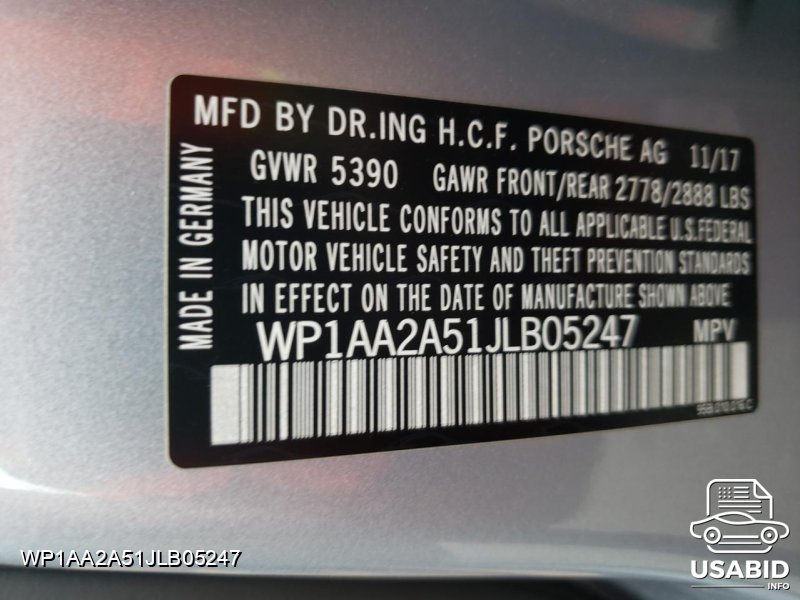 MFD BY DR.ING H.C.F. PORSCHE AG 11/17
GVWR 5390 GAWR FRONT/REAR 2778/2888 LBS
THIS VEHICLE CONFORMS TO ALL APPLICABLE U.S.FEDERAL
MOTOR VEHICLE SAFETY AND THEFT PREVENTION STANDARDS
IN EFFECT ON THE DATE OF MANUFACTURE SHOWN ABOVE
WP1AA2A51JLB05247 MPV
MADE IN GERMANY
WP1AA2A51JLB05247
USABID
INFO